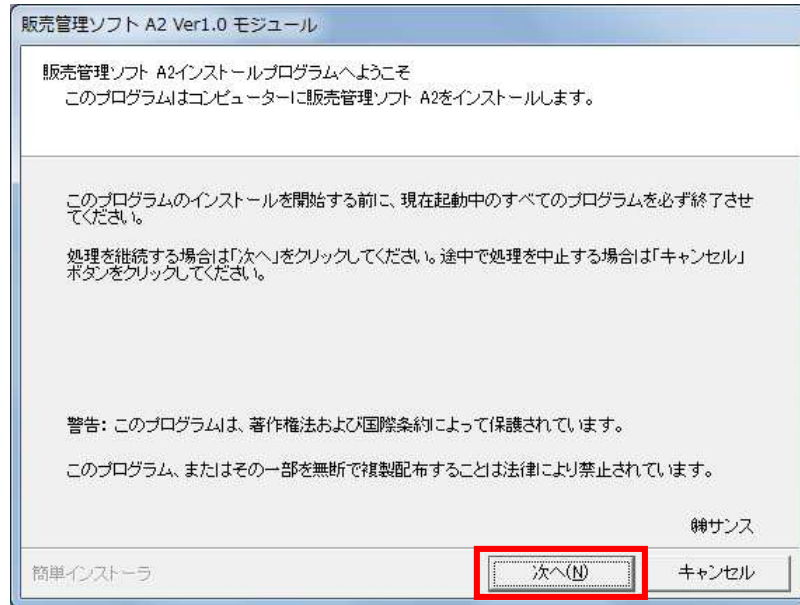 販売管理ソフト A2 Ver1.0 モジュール
販売管理ソフト A2インストールプログラムへようこそ
このプログラムはコンピューターに販売管理ソフト A2をインストールします。
このプログラムのインストールを開始する前に、現在起動中のすべてのプログラムを必ず終了させ
てください。
処理を継続する場合は「次へ」をクリックしてください。途中で処理を中止する場合は「キャンセル」
ボタンをクリックしてください。
警告: このプログラムは、著作権法および国際条約によって保護されています。
このプログラム、またはその一部を無断で複製配布することは法律により禁止されています。
㈱サンス
簡単インストーラ
次へ(N)
キャンセル